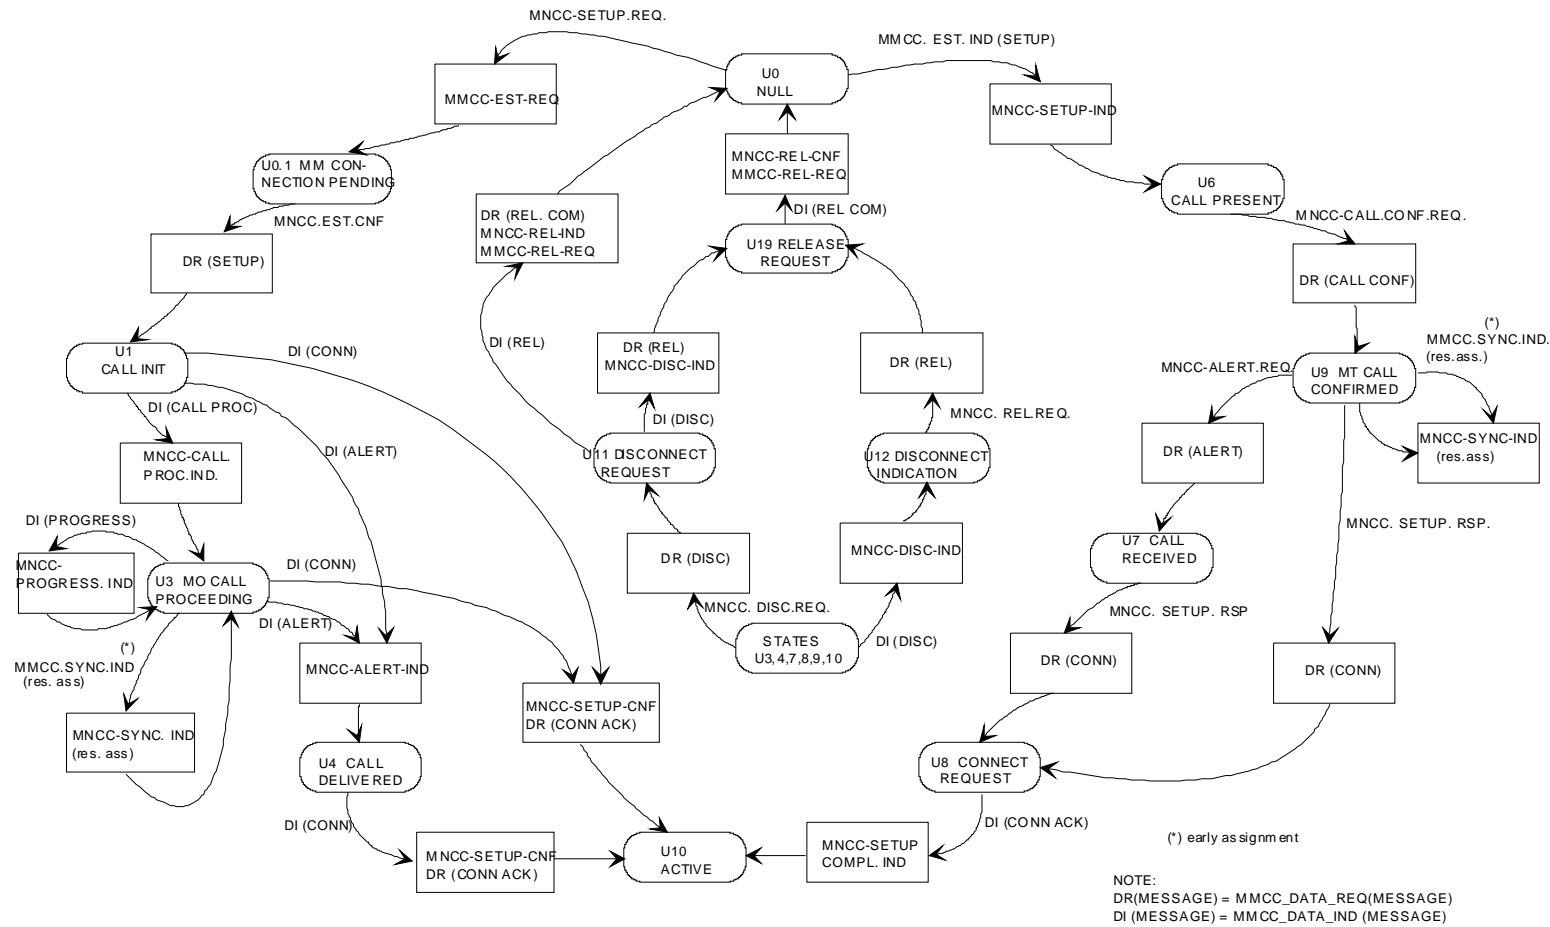 MNCC-SETUP.REQ.
MMCC. EST. IND (SETUP)
U0
NULL
MMCC-EST-REQ
MNCC-SETUP-IND
MNCC-REL-CNF
MMCC-REL-REQ
U0.1 MM CON-
NECTION PENDING
U6
CALL PRESENT
DR (REL. COM)
MNCC-REL-IND
MMCC-REL-REQ
DI (REL COM)
MNCC.EST.CNF
MNCC-CALL.CONF.REQ.
DR (SETUP)
U19 RELEASE
REQUEST
DR (CALL CONF)
(*)
MMCC.SYNC.IND.
(res.ass.)
DI (REL)
U1
CALL INIT
DI (CONN)
DR (REL)
MNCC-DISC-IND
DR (REL)
MNCC-ALERT.REQ.
U9 MT CALL
CONFIRMED
DI (CALL PROC)
DI (DISC)
MNCC. REL.REQ.
MNCC-CALL.
PROC.IND.
DI (ALERT)
U11 DISCONNECT
REQUEST
U12 DISCONNECT
INDICATION
DR (ALERT)
MNCC-SYNC-IND
(res.ass)
DI (PROGRESS)
MNCC. SETUP. RSP.
MNCC-
PROGRESS. IND
U3 MO CALL
PROCEEDING
DI (CONN)
DR (DISC)
MNCC-DISC-IND
U7 CALL
RECEIVED
DI (ALERT)
MNCC. DISC.REQ.
MNCC. SETUP. RSP
(*)
MMCC.SYNC.IND
(res. ass)
MNCC-ALERT-IND
STATES
U3,4,7,8,9,10
DI (DISC)
DR (CONN)
DR (CONN)
MNCC-SYNC. IND
(res. ass)
MNCC-SETUP-CNF
DR (CONN ACK)
U4 CALL
DELIVERED
U8 CONNECT
REQUEST
DI (CONN)
DI (CONN ACK)
MNCC-SETUP-CNF
DR (CONN ACK)
U10
ACTIVE
MNCC-SETUP
COMPL. IND
(*) early assignment
NOTE:
DR(MESSAGE) = MMCC_DATA_REQ(MESSAGE)
DI (MESSAGE) = MMCC_DATA_IND (MESSAGE)